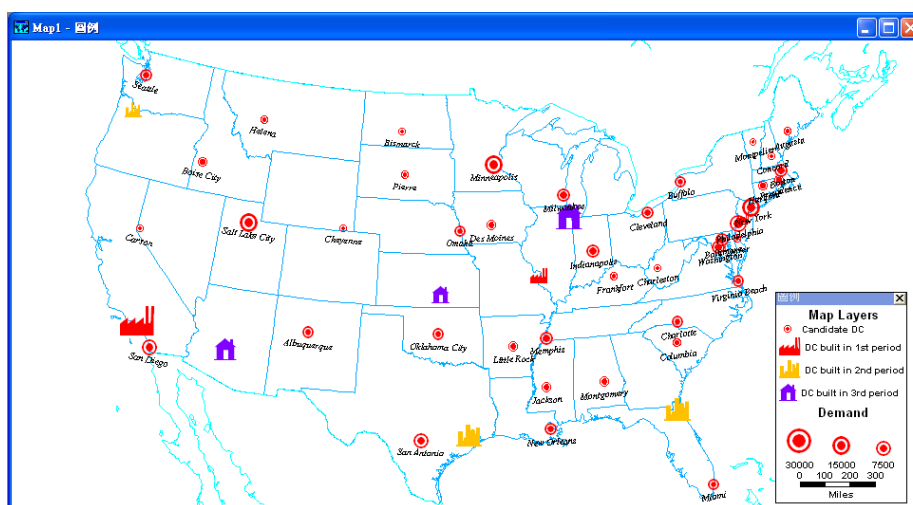 Map1 - 圖例
Seattle
Helena
Bismarck
Minneapolis
Boise City
Pierre
Milwaukee
Buffalo
Concord
Boston
Carson
Salt Lake City
Cheyenne
Omaha
Des Moines
Cleveland
New York
Philadelphia
Indianapolis
Washington
Frankfort
Charleston
Virginia Beach
San Diego
Albuquerque
Oklahoma City
Little Rock
Memphis
Charlotte
Columbia
Jackson
Montgomery
San Antonio
New Orleans
Miami
圖例
Map Layers
Candidate DC
DC built in 1st period
DC built in 2nd period
DC built in 3rd period
Demand
30000 15000 7500
0 100 200 300
Miles